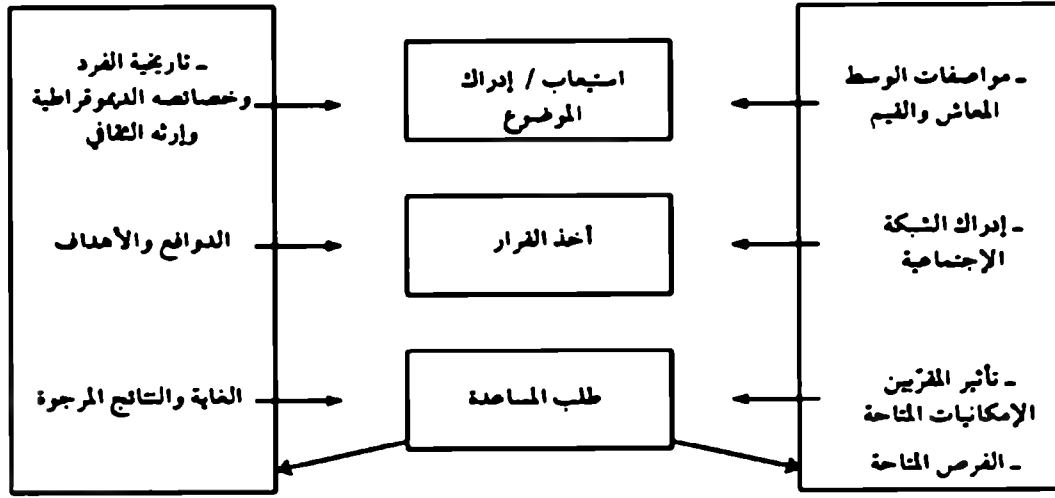 - مواصفات الوسط
المعاش والقيم
- إدراك الشبكة
الإجتماعية
- تأثير المقرّبين
الإمكانيات المتاحة
- الفرص المتاحة
استيعاب / إدراك
الموضوع
أخذ القرار
طلب المساعدة
- تاريخية الفرد
وخصائصه الديموقراطية
وإرثه الثقافي
الدوافع والأهداف
الغاية والنتائج المرجوة